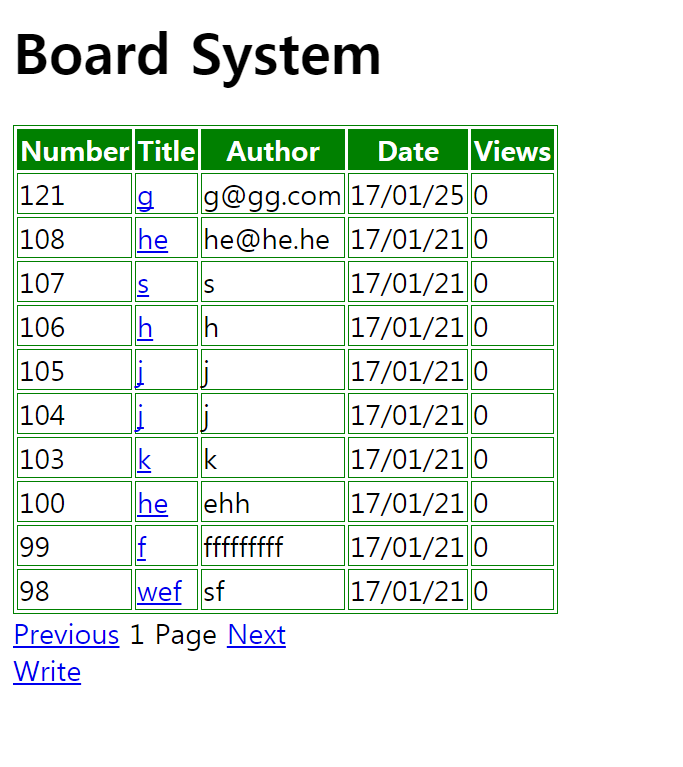 Board System
Number Title Author Date Views
121 g g@gg.com 17/01/25 0
108 he he@he.he 17/01/21 0
107 s s 17/01/21 0
106 h h 17/01/21 0
105 j j 17/01/21 0
104 j j 17/01/21 0
103 k k 17/01/21 0
100 he ehh 17/01/21 0
99 f fffffffff 17/01/21 0
98 wef sf 17/01/21 0
Previous 1 Page Next
Write